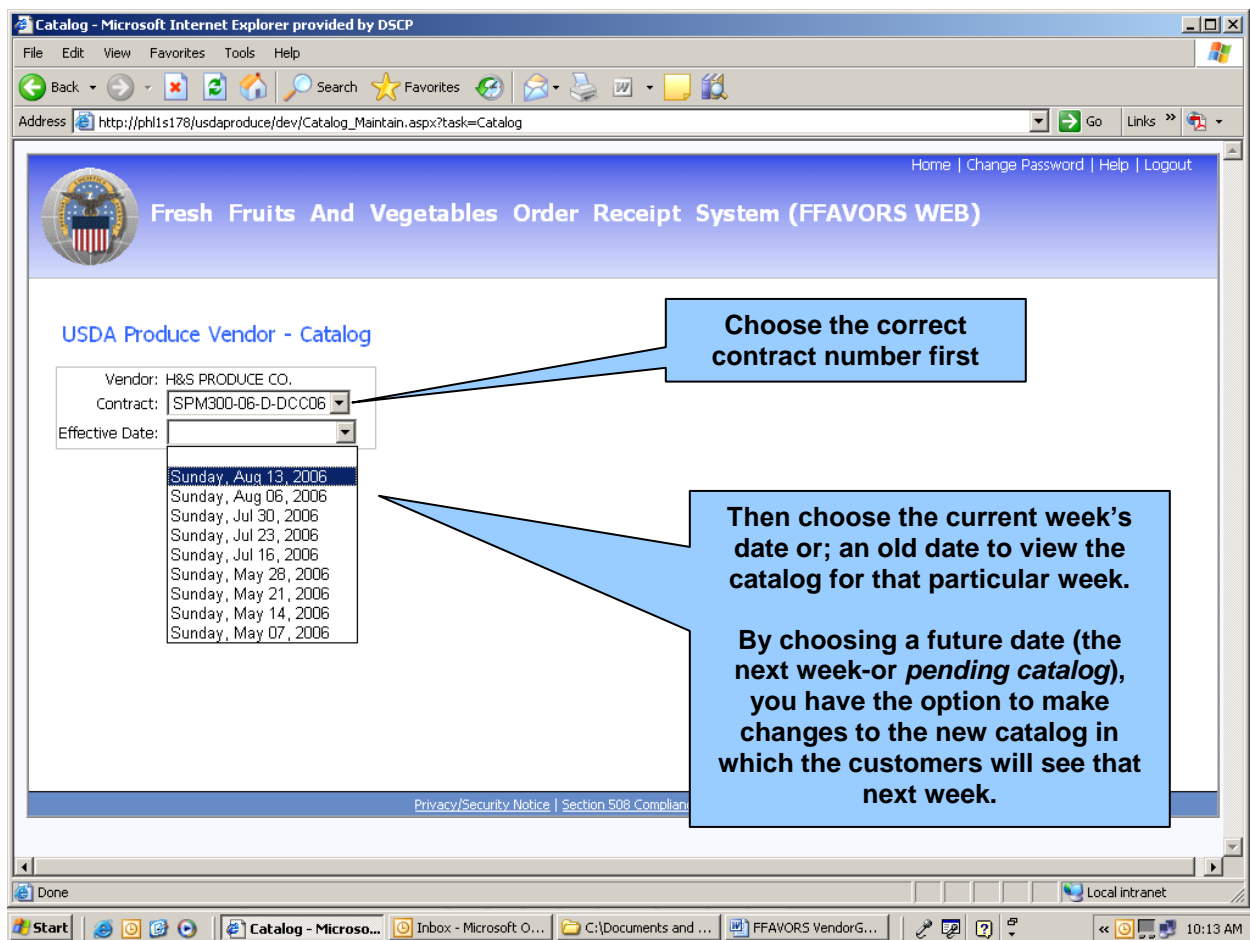 Catalog - Microsoft Internet Explorer provided by DSCP
File Edit View Favorites Tools Help
Back Search Favorites
Address http://phl1s178/usdaproduce/dev/Catalog_Maintain.aspx?task=Catalog Go Links »
Home | Change Password | Help | Logout
Fresh Fruits And Vegetables Order Receipt System (FFAVORS WEB)
USDA Produce Vendor - Catalog
Vendor: H&S PRODUCE CO.
Contract: SPM300-06-D-DCC06
Effective Date:
Sunday, Aug 13, 2006
Sunday, Aug 06, 2006
Sunday, Jul 30, 2006
Sunday, Jul 23, 2006
Sunday, Jul 16, 2006
Sunday, May 28, 2006
Sunday, May 21, 2006
Sunday, May 14, 2006
Sunday, May 07, 2006
Choose the correct
contract number first
Then choose the current week's
date or; an old date to view the
catalog for that particular week.
By choosing a future date (the
next week-or pending catalog),
you have the option to make
changes to the new catalog in
which the customers will see that
next week.
Privacy/Security Notice | Section 508 Complian
Done Local intranet
Start Catalog - Microso... Inbox - Microsoft O... C:\Documents and ... FFAVORS VendorG... « 10:13 AM